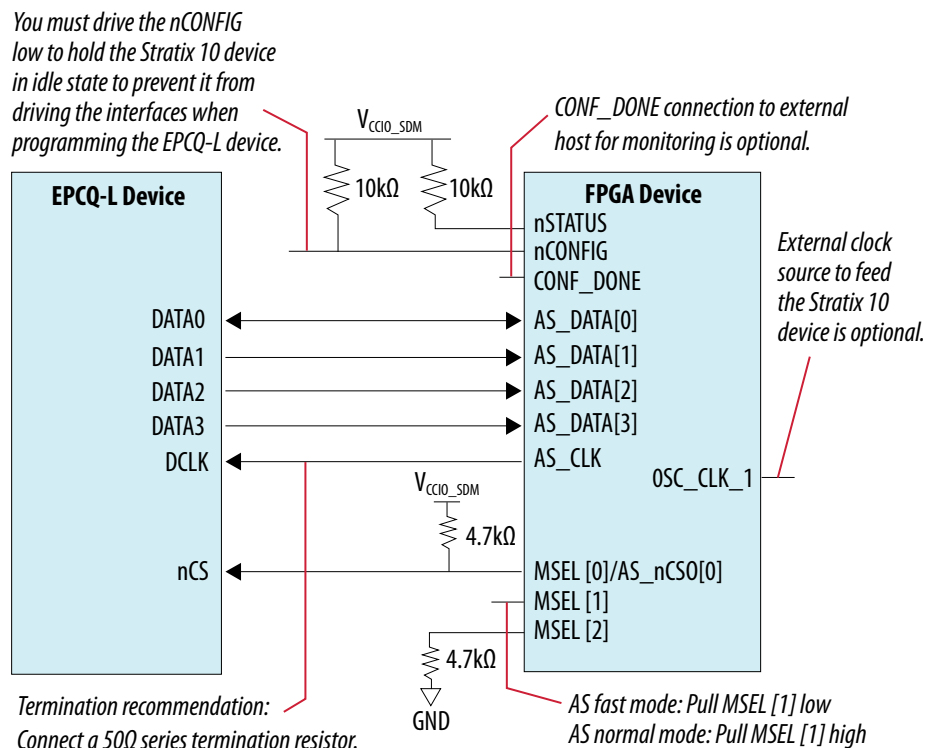 You must drive the nCONFIG
low to hold the Stratix 10 device
in idle state to prevent it from
driving the interfaces when
programming the EPCQ-L device.
VCCIO_SDM
CONF_DONE connection to external
host for monitoring is optional.
10kΩ
10kΩ
EPCQ-L Device
FPGA Device
nSTATUS
nCONFIG
CONF_DONE
External clock
source to feed
the Stratix 10
device is optional.
DATA0
AS_DATA[0]
DATA1
AS_DATA[1]
DATA2
AS_DATA[2]
DATA3
AS_DATA[3]
DCLK
AS_CLK
OSC_CLK_1
VCCIO_SDM
4.7kΩ
nCS
MSEL [0]/AS_nCSO[0]
MSEL [1]
MSEL [2]
4.7kΩ
GND
Termination recommendation:
Connect a 50Ω series termination resistor.
AS fast mode: Pull MSEL [1] low
AS normal mode: Pull MSEL [1] high